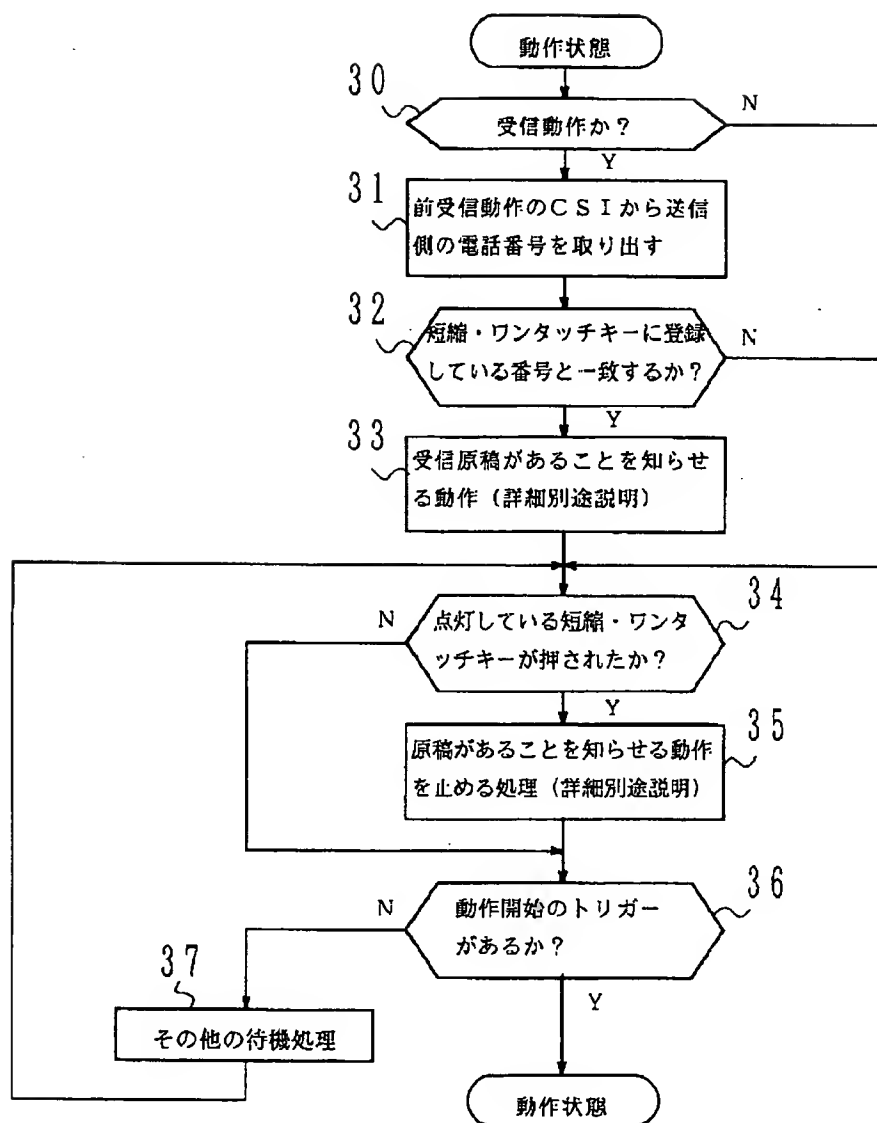 動作状態
30
受信動作か?
N
Y
31
前受信動作のCSIから送信
側の電話番号を取り出す
32
短縮・ワンタッチキーに登録
している番号と一致するか?
N
Y
33
受信原稿があることを知らせ
る動作(詳細別途説明)
34
点灯している短縮・ワンタ
ッチキーが押されたか?
N
Y
35
原稿があることを知らせる動作
を止める処理(詳細別途説明)
36
動作開始のトリガー
があるか?
N
Y
37
その他の待機処理
動作状態